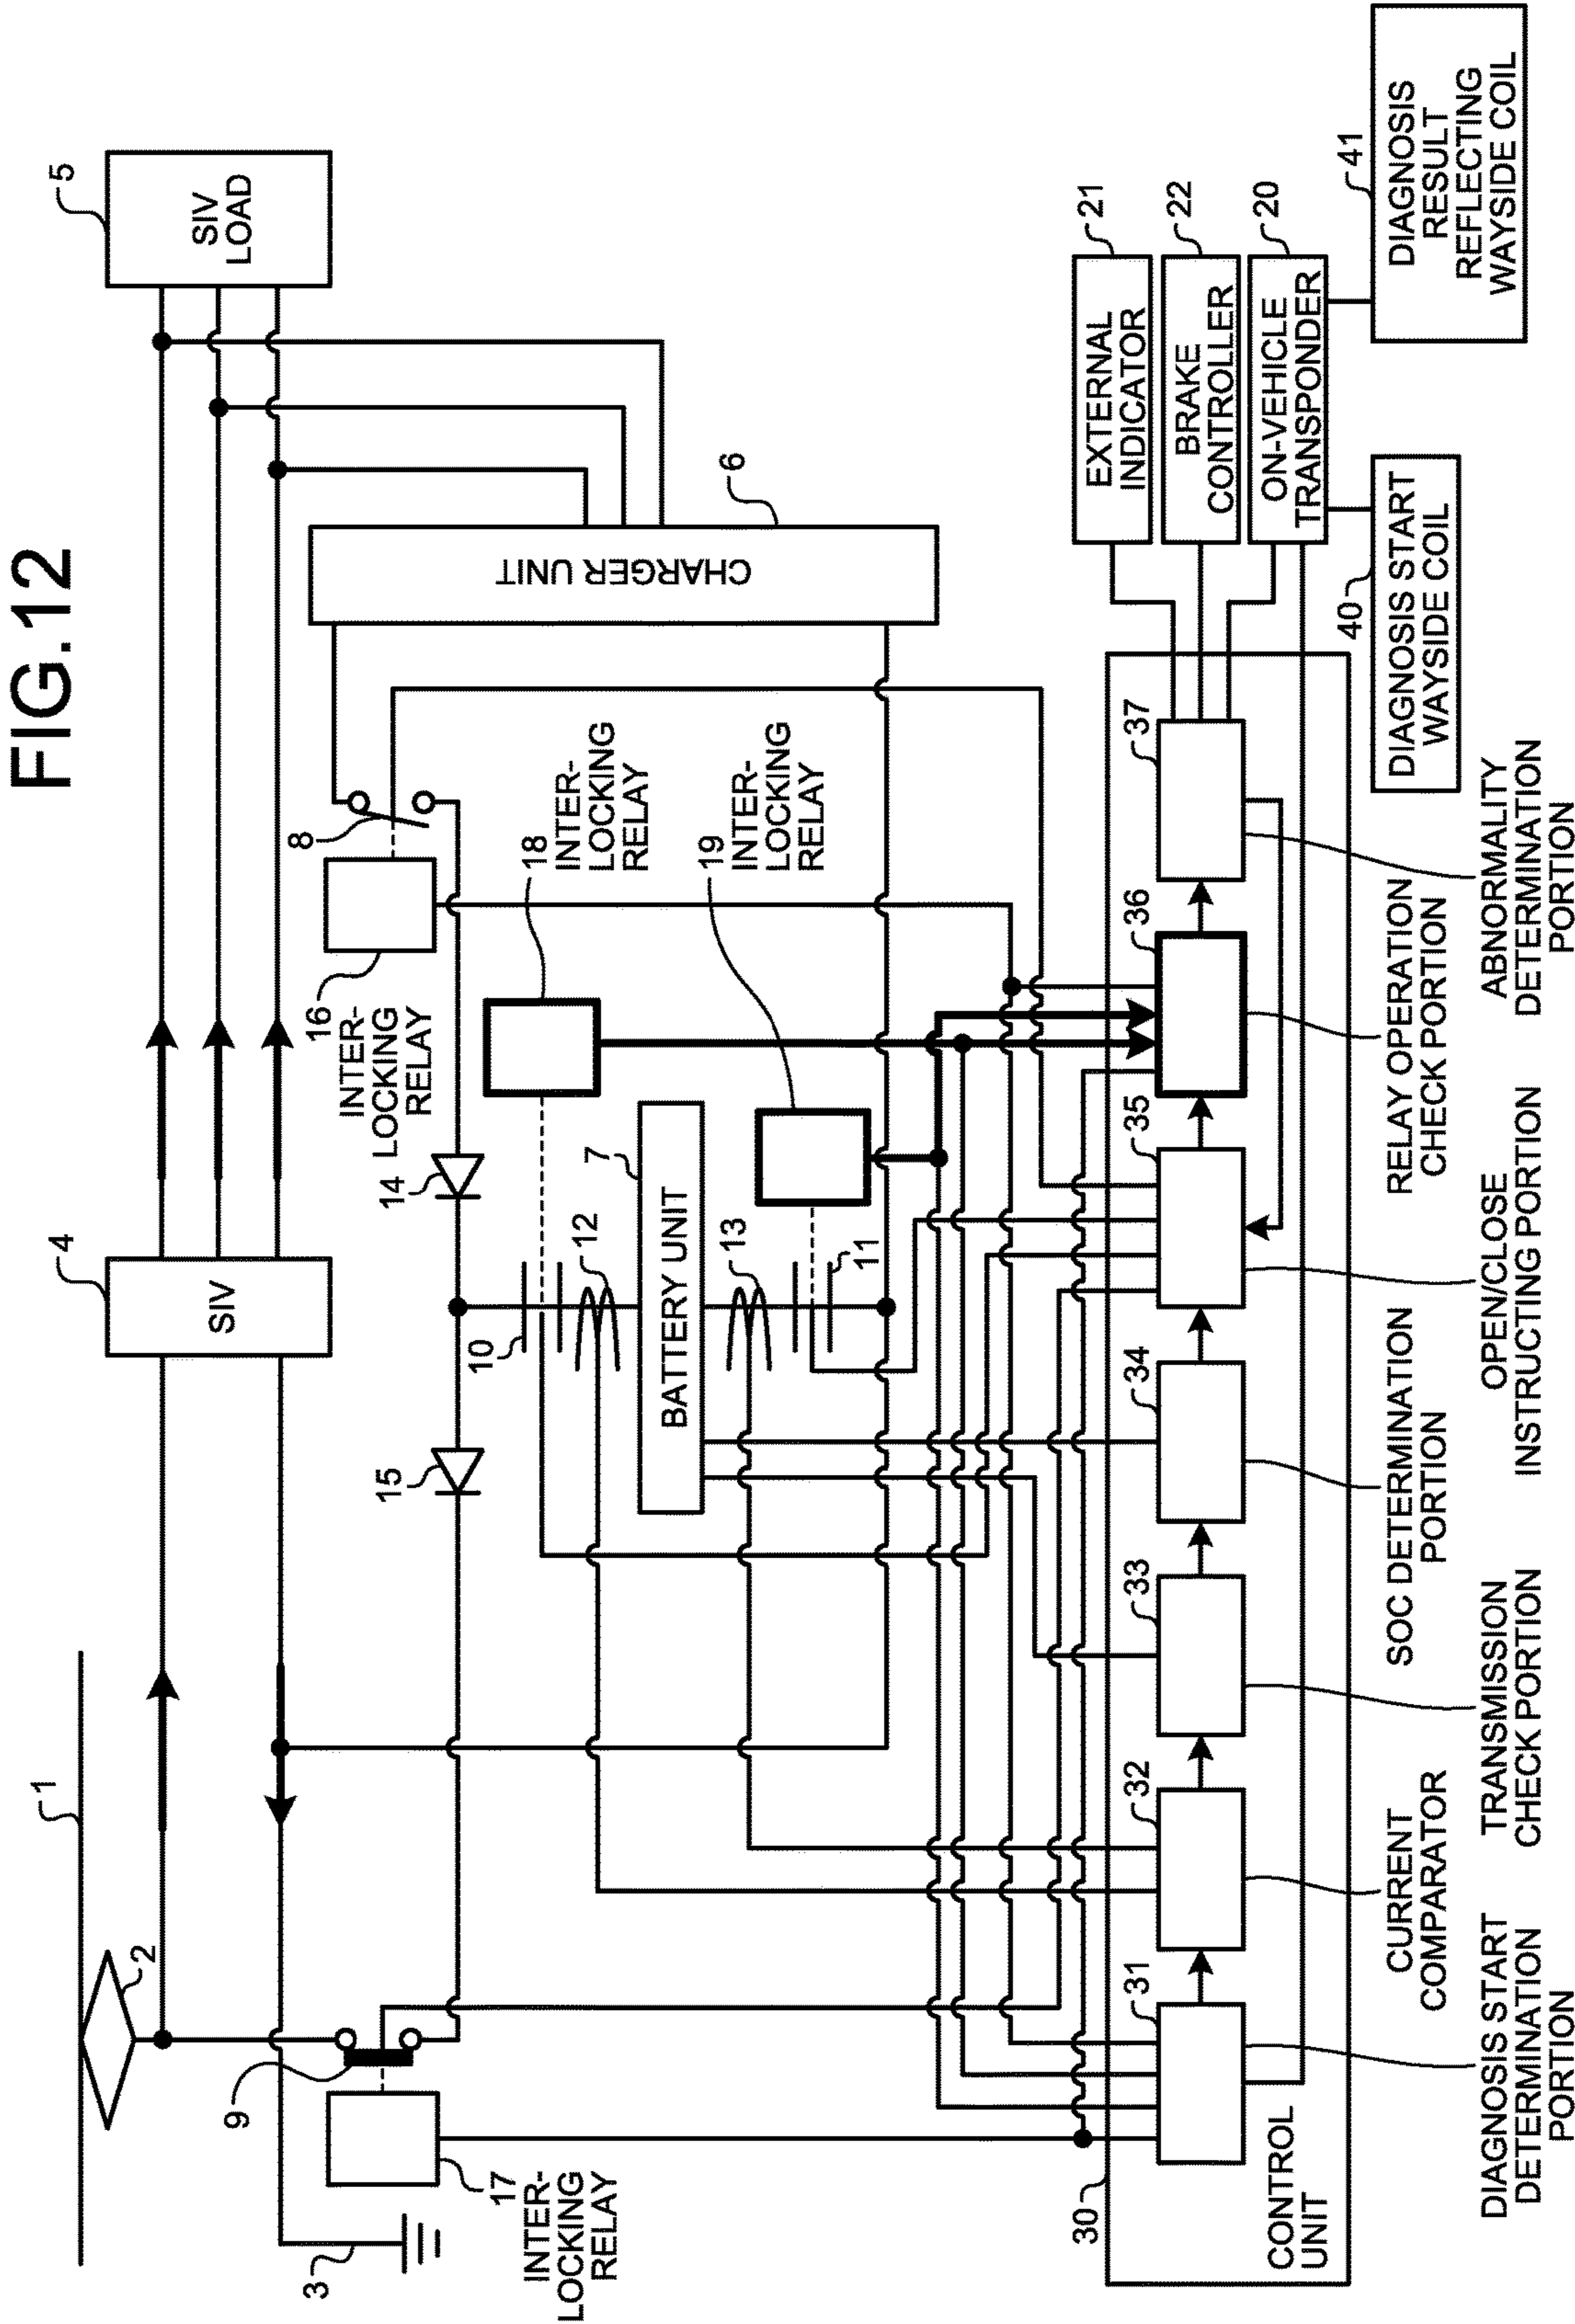 FIG.12
1
2
3
4
SIV
5
SIV
LOAD
6
CHARGER UNIT
8
9
16
INTER-
LOCKING
RELAY
17
INTER-
LOCKING
RELAY
18
INTER-
LOCKING
RELAY
19
INTER-
LOCKING
RELAY
14
15
10
12
7
BATTERY UNIT
13
11
21
EXTERNAL
INDICATOR
22
BRAKE
CONTROLLER
20
ON-VEHICLE
TRANSPONDER
40
DIAGNOSIS START
WAYSIDE COIL
41
DIAGNOSIS
RESULT
REFLECTING
WAYSIDE COIL
30
CONTROL
UNIT
31
32
33
34
35
36
37
DIAGNOSIS START
DETERMINATION
PORTION
CURRENT
COMPARATOR
TRANSMISSION
CHECK PORTION
SOC DETERMINATION
PORTION
OPEN/CLOSE
INSTRUCTING PORTION
RELAY OPERATION
CHECK PORTION
ABNORMALITY
DETERMINATION
PORTION